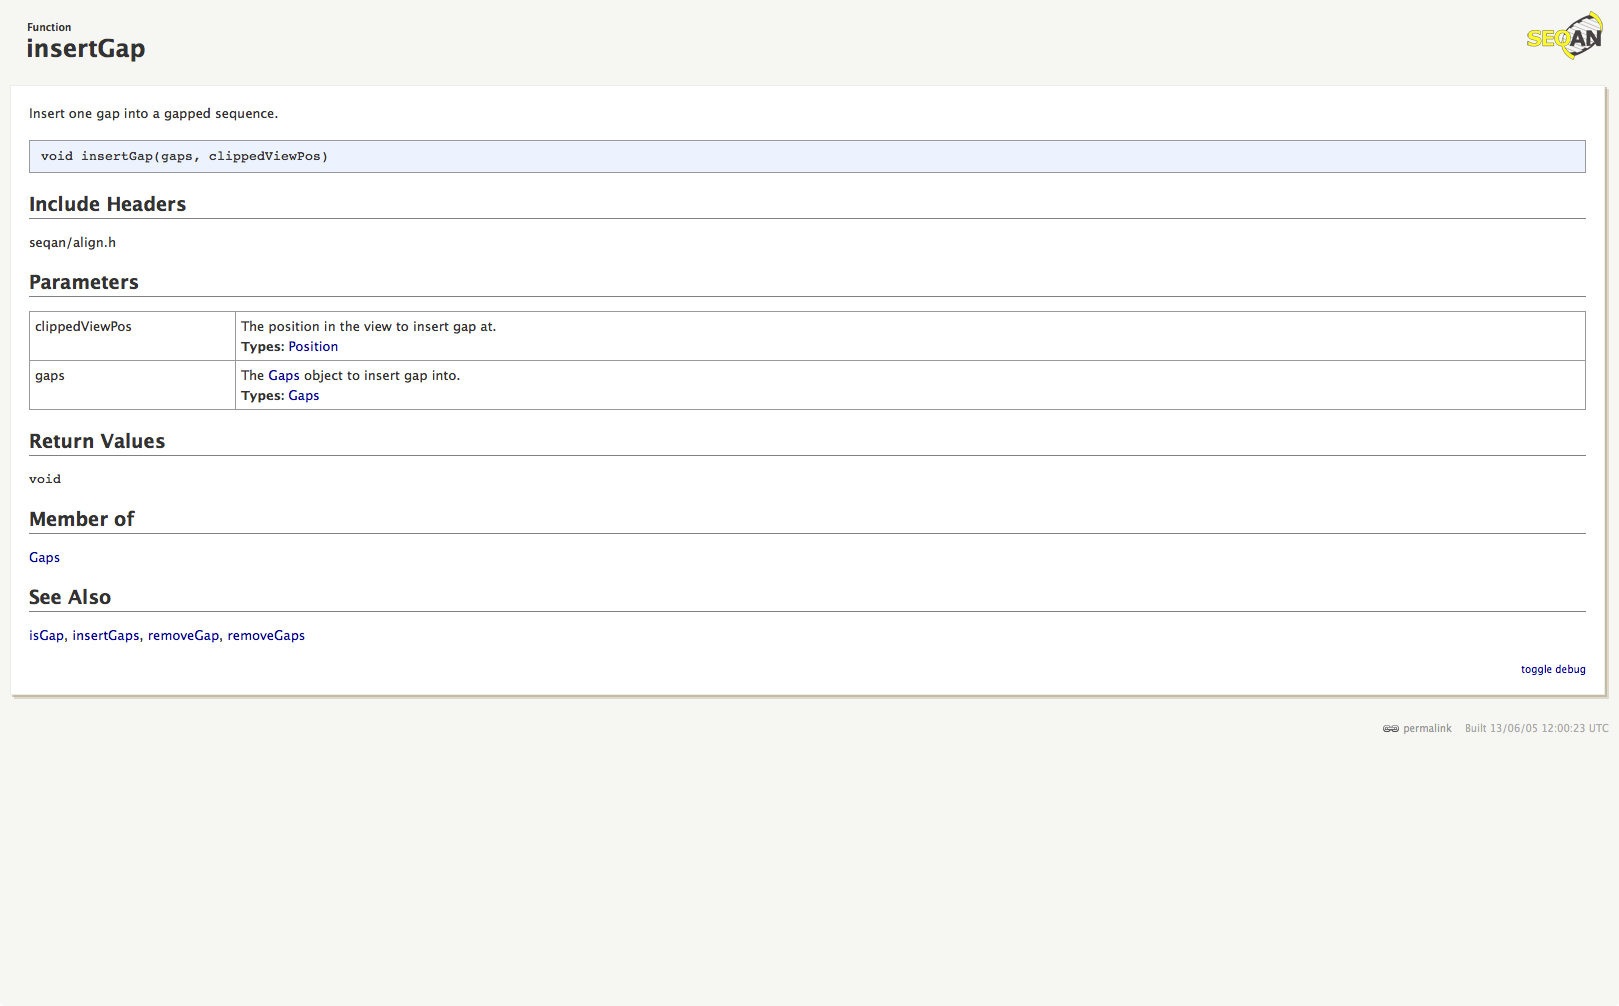 Function
insertGap
SEQAN
Insert one gap into a gapped sequence.
void insertGap(gaps, clippedViewPos)
Include Headers
seqan/align.h
Parameters
clippedViewPos
The position in the view to insert gap at.
Types: Position
gaps
The Gaps object to insert gap into.
Types: Gaps
Return Values
void
Member of
Gaps
See Also
isGap, insertGaps, removeGap, removeGaps
toggle debug
permalink
Built 13/06/05 12:00:23 UTC